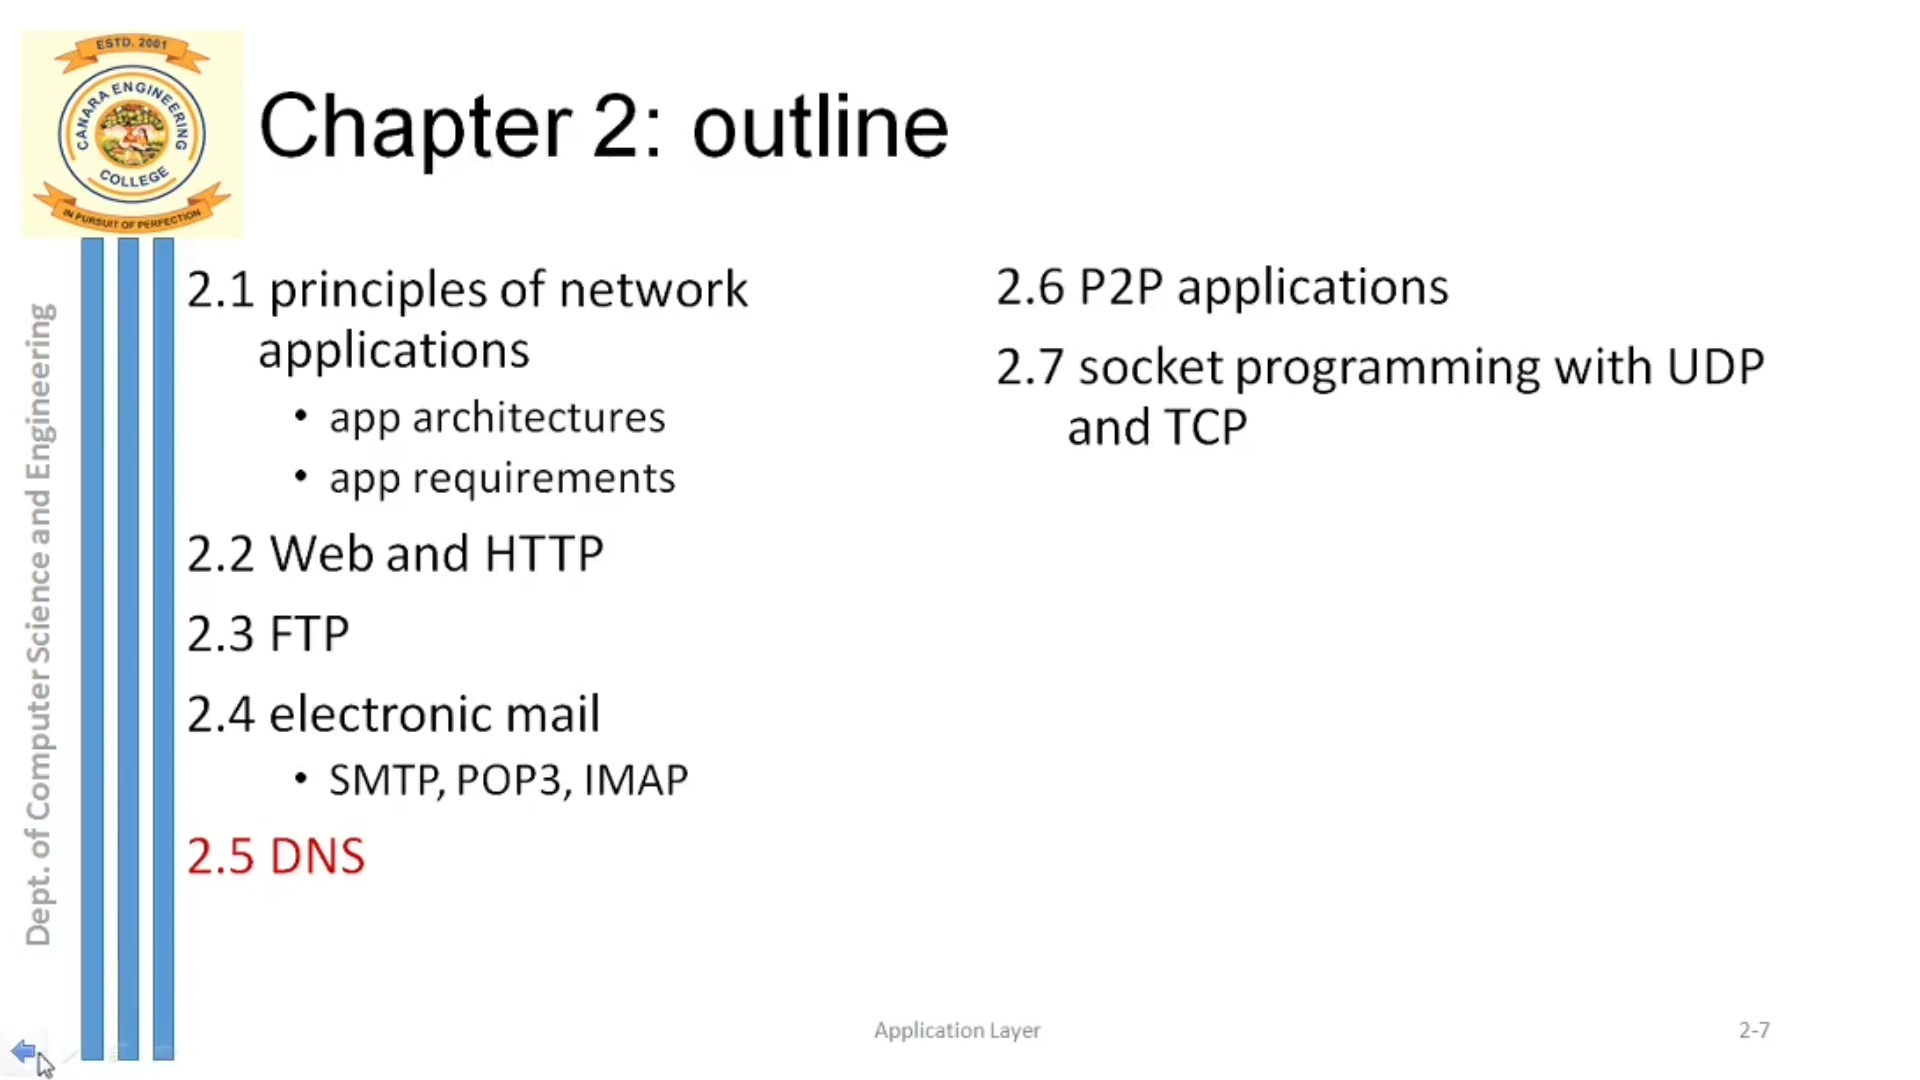 ESTD. 2001
CANARA ENGINEERING
COLLEGE
IN PURSUIT OF PERFECTION
Chapter 2: outline
Dept. of Computer Science and Engineering
2.1 principles of network
applications
• app architectures
• app requirements
2.2 Web and HTTP
2.3 FTP
2.4 electronic mail
• SMTP, POP3, IMAP
2.5 DNS
2.6 P2P applications
2.7 socket programming with UDP
and TCP
Application Layer
2-7